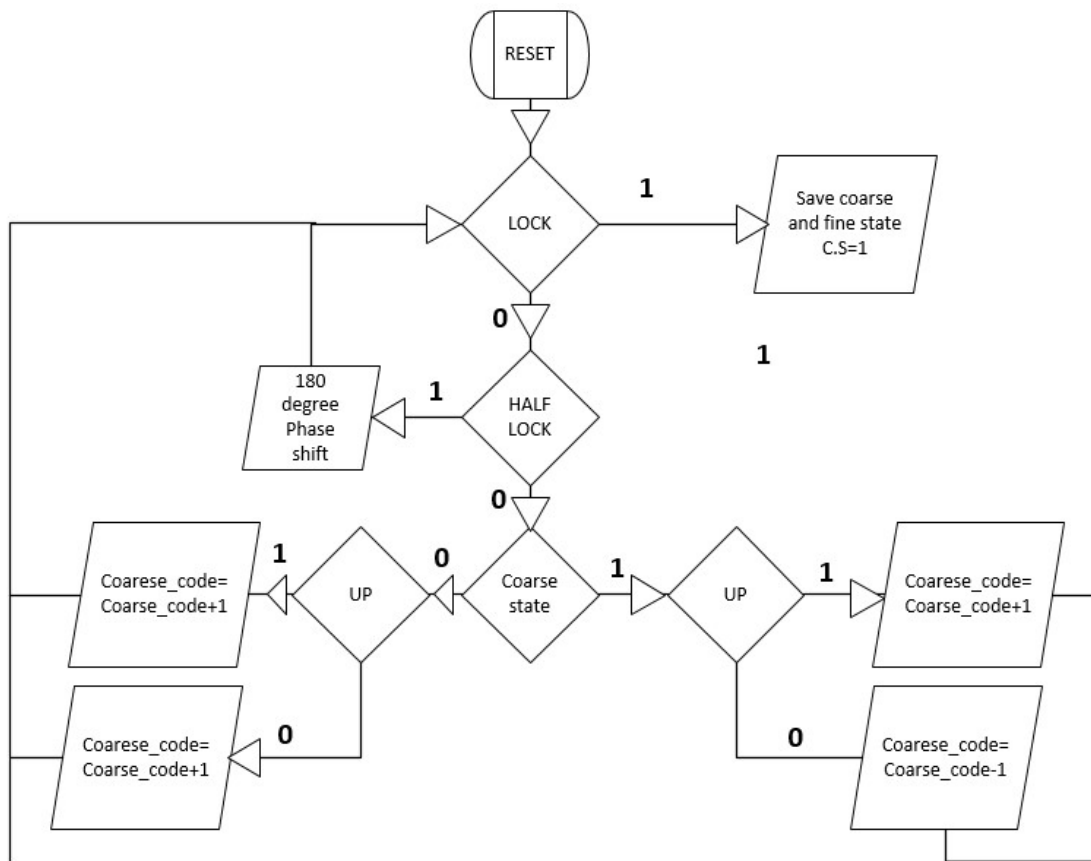 RESET
LOCK
1
Save coarse
and fine state
C.S=1
0
1
HALF
LOCK
1
180
degree
Phase
shift
0
Coarse
state
0
UP
1
Coarese_code=
Coarse_code+1
0
Coarese_code=
Coarse_code+1
1
UP
1
Coarese_code=
Coarse_code+1
0
Coarese_code=
Coarse_code-1